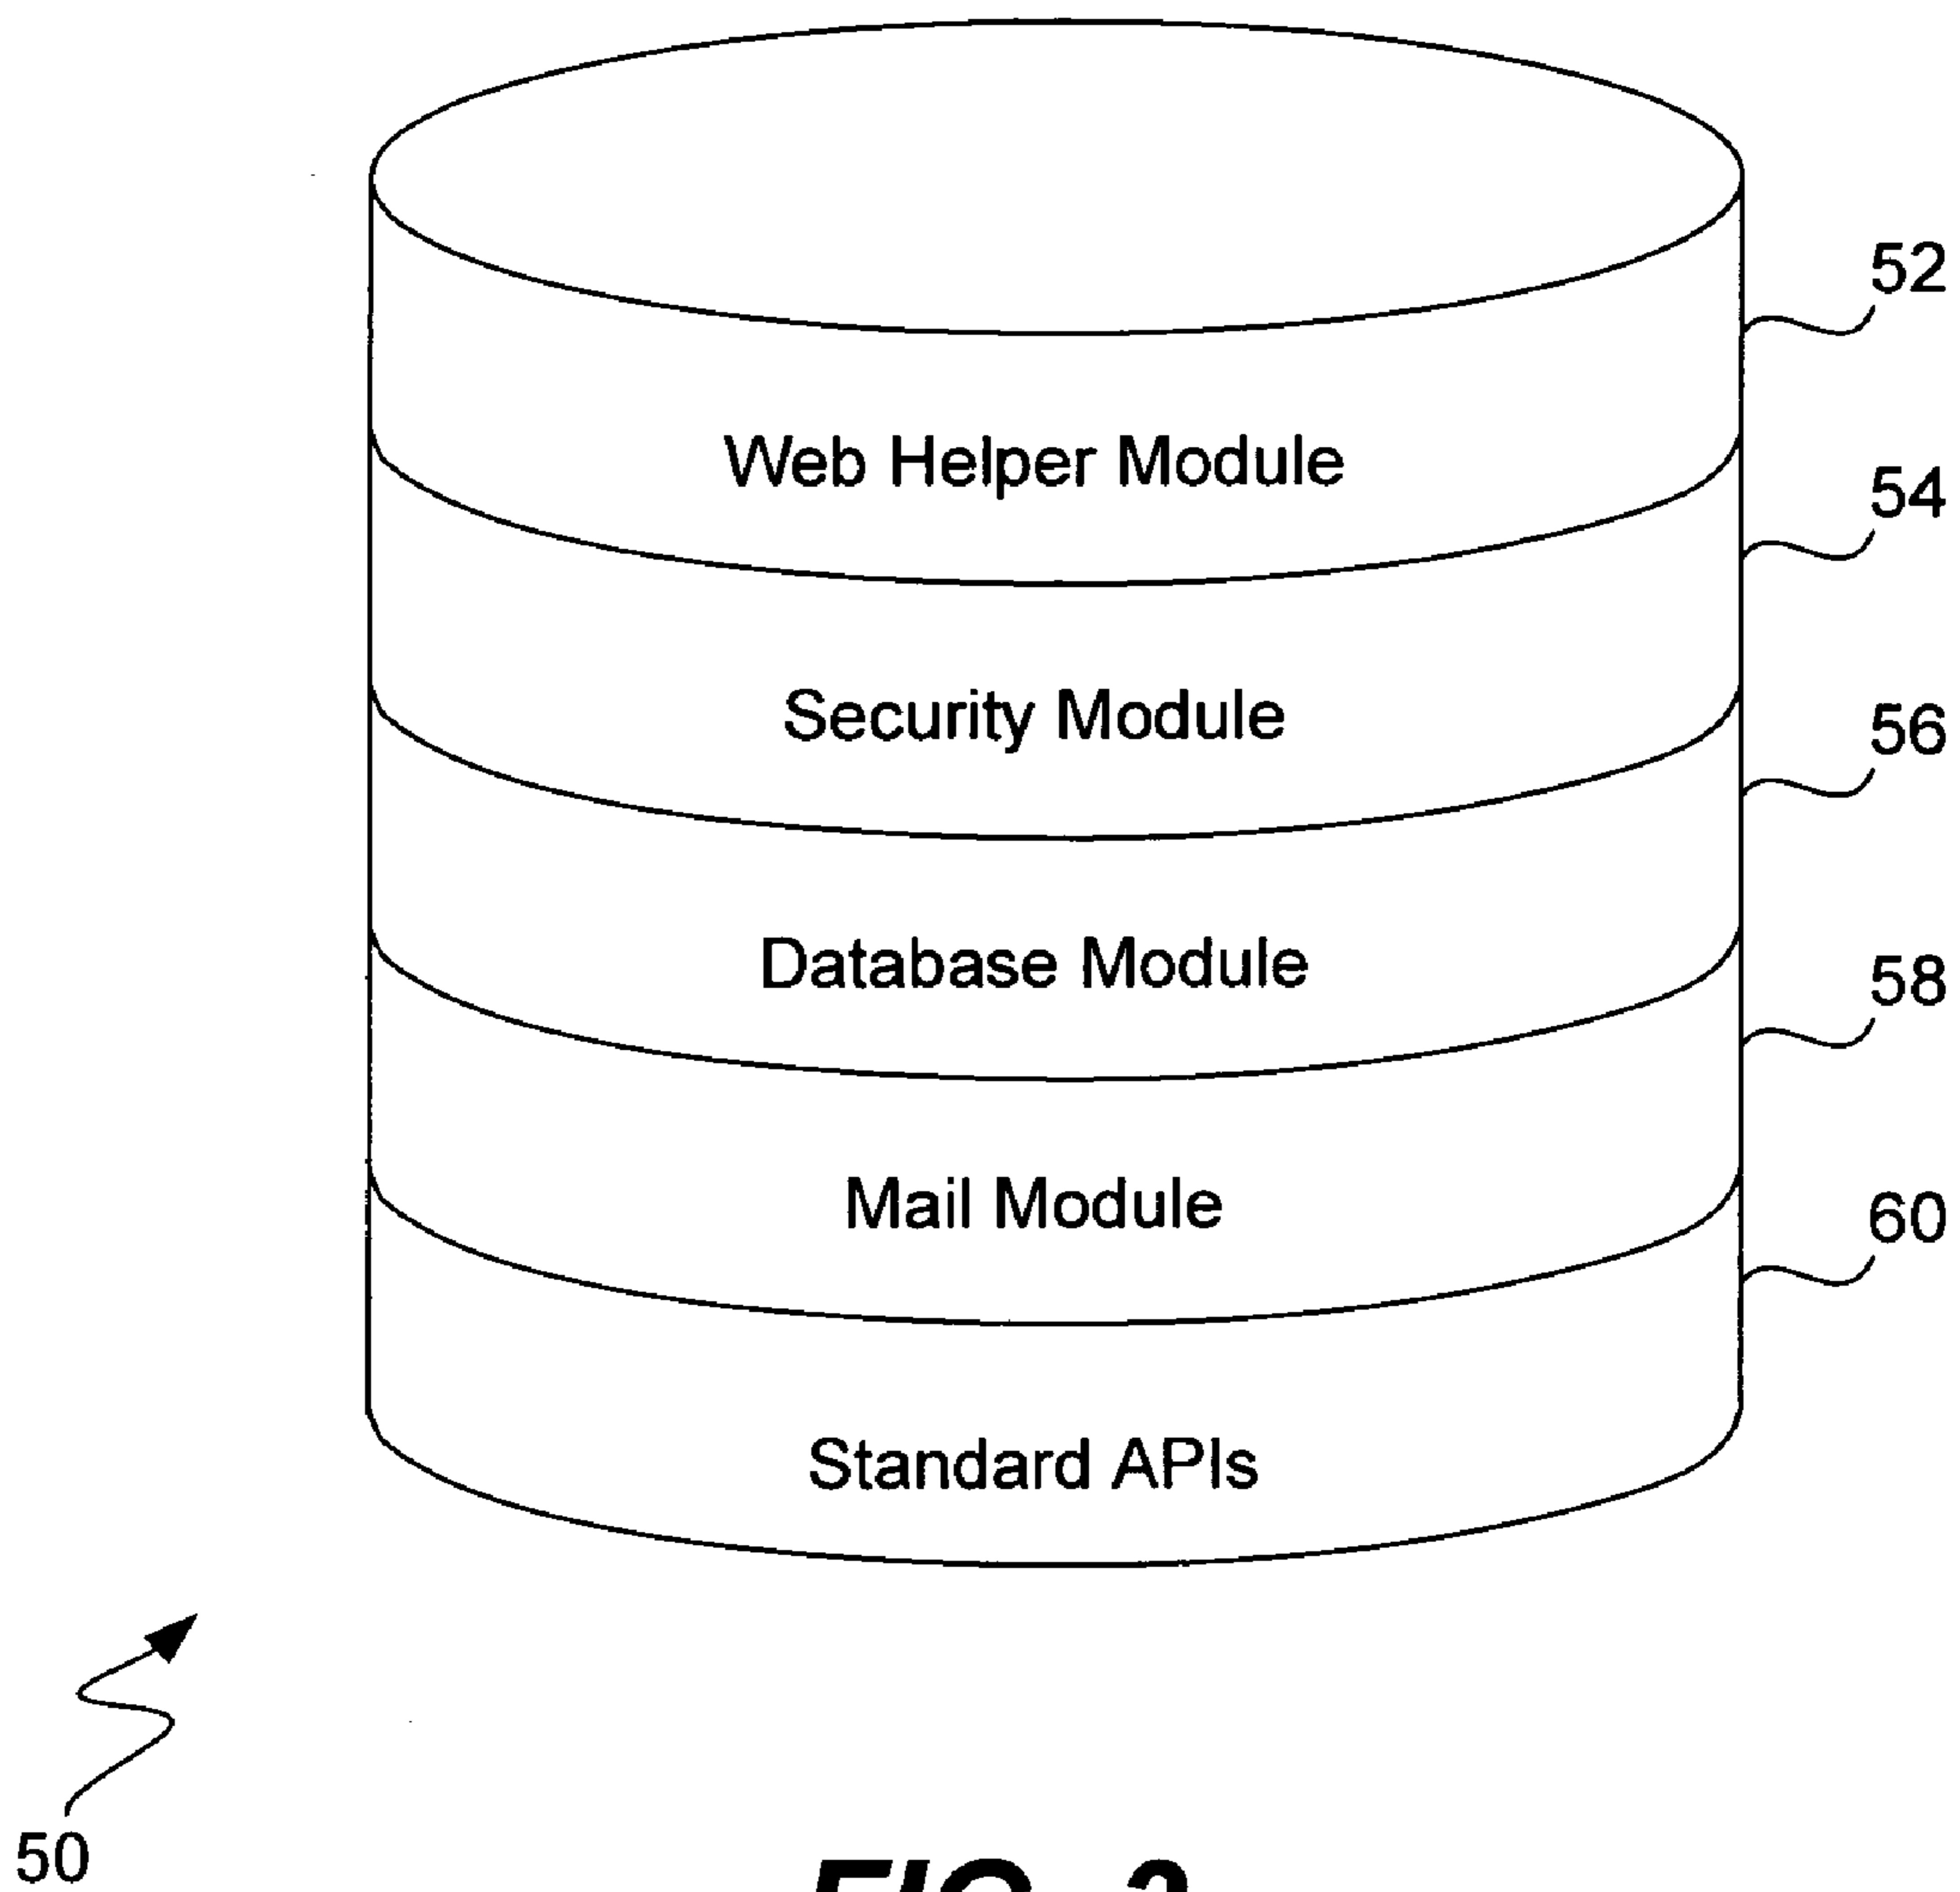 52
Web Helper Module
54
Security Module
56
Database Module
58
Mail Module
60
Standard APIs
50